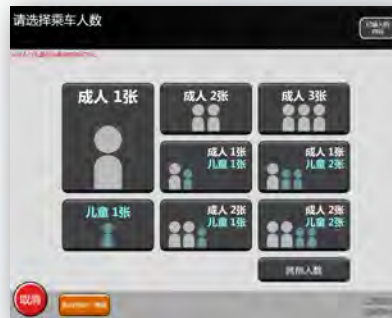 请选择乘车人数
成人 1张
成人 2张
成人 3张
成人 1张
儿童 1张
成人 1张
儿童 2张
儿童 1张
成人 2张
儿童 1张
成人 2张
儿童 2张
其他人数
取消